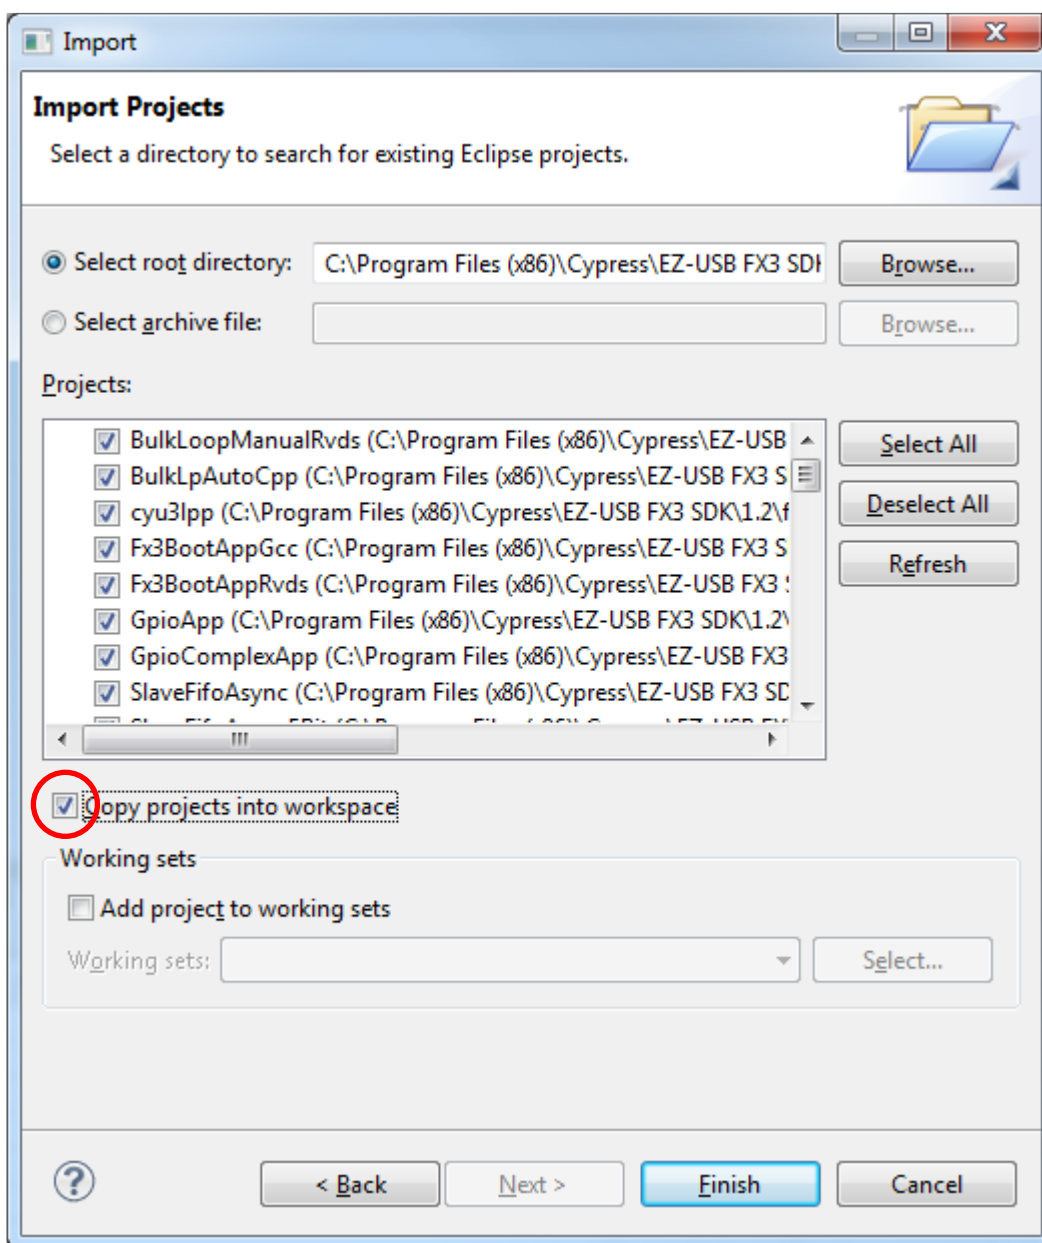 Import
Import Projects
Select a directory to search for existing Eclipse projects.
Select root directory: C:\Program Files (x86)\Cypress\EZ-USB FX3 SDK Browse...
Select archive file: Browse...
Projects:
BulkLoopManualRvds (C:\Program Files (x86)\Cypress\EZ-USB
BulkLpAutoCpp (C:\Program Files (x86)\Cypress\EZ-USB FX3 S
cyu3lpp (C:\Program Files (x86)\Cypress\EZ-USB FX3 SDK\1.2\f
Fx3BootAppGcc (C:\Program Files (x86)\Cypress\EZ-USB FX3 S
Fx3BootAppRvds (C:\Program Files (x86)\Cypress\EZ-USB FX3
GpioApp (C:\Program Files (x86)\Cypress\EZ-USB FX3 SDK\1.2\
GpioComplexApp (C:\Program Files (x86)\Cypress\EZ-USB FX3
SlaveFifoAsync (C:\Program Files (x86)\Cypress\EZ-USB FX3 SD
Select All
Deselect All
Refresh
Copy projects into workspace
Working sets
Add project to working sets
Working sets: Select...
< Back Next > Finish Cancel